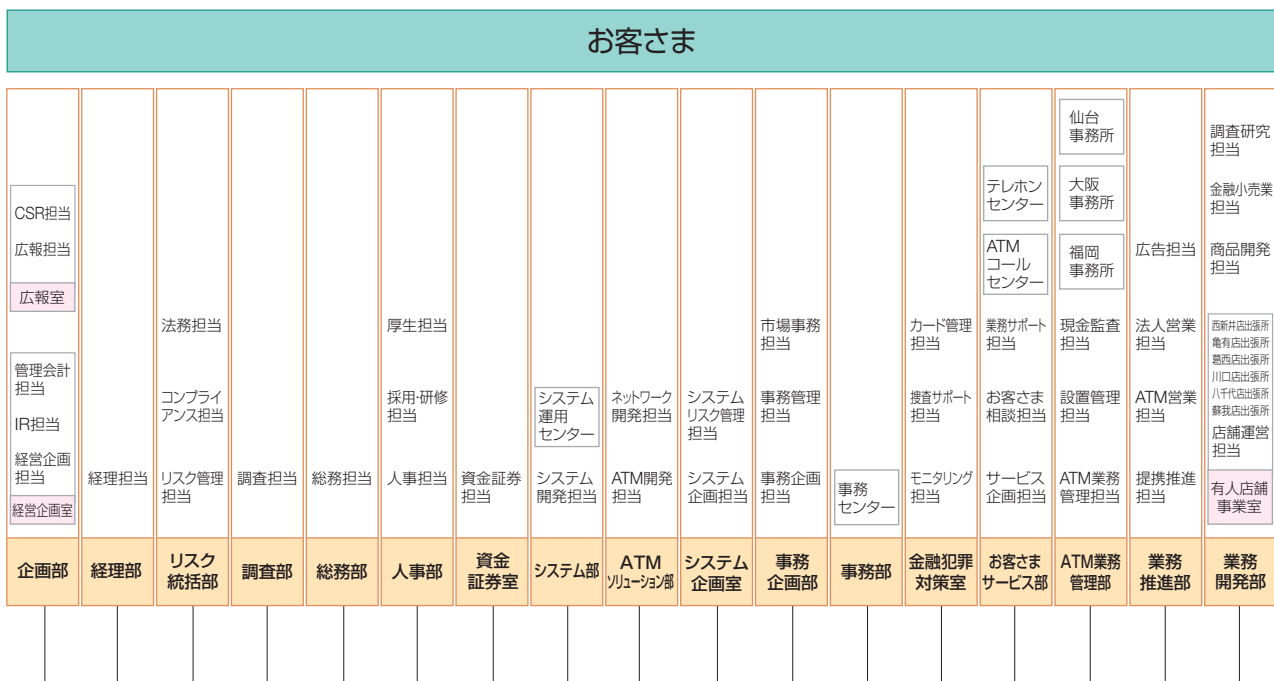 お客さま
CSR担当
広報担当
広報室
管理会計
担当
IR担当
経営企画
担当
経営企画室
企画部
経理担当
経理部
法務担当
コンプライ
アンス担当
リスク管理
担当
リスク
統括部
調査担当
調査部
総務担当
総務部
厚生担当
採用・研修
担当
人事担当
人事部
資金証券
担当
資金
証券室
システム
運用
センター
システム
開発担当
システム部
ネットワーク
開発担当
ATM開発
担当
ATM
ソリューション部
システム
リスク管理
担当
システム
企画担当
システム
企画室
市場事務
担当
事務管理
担当
事務企画
担当
事務
企画部
事務
センター
事務部
カード管理
担当
捜査サポート
担当
モニタリング
担当
金融犯罪
対策室
テレホン
センター
ATM
コール
センター
業務サポート
担当
お客さま
相談担当
サービス
企画担当
お客さま
サービス部
仙台
事務所
大阪
事務所
福岡
事務所
現金監査
担当
設置管理
担当
ATM業務
管理担当
ATM業務
管理部
広告担当
法人営業
担当
ATM営業
担当
提携推進
担当
業務
推進部
調査研究
担当
金融小売業
担当
商品開発
担当
西新井店出張所
亀有店出張所
葛西店出張所
川口店出張所
八千代店出張所
蘇我店出張所
店舗運営
担当
有人店舗
事業室
業務
開発部